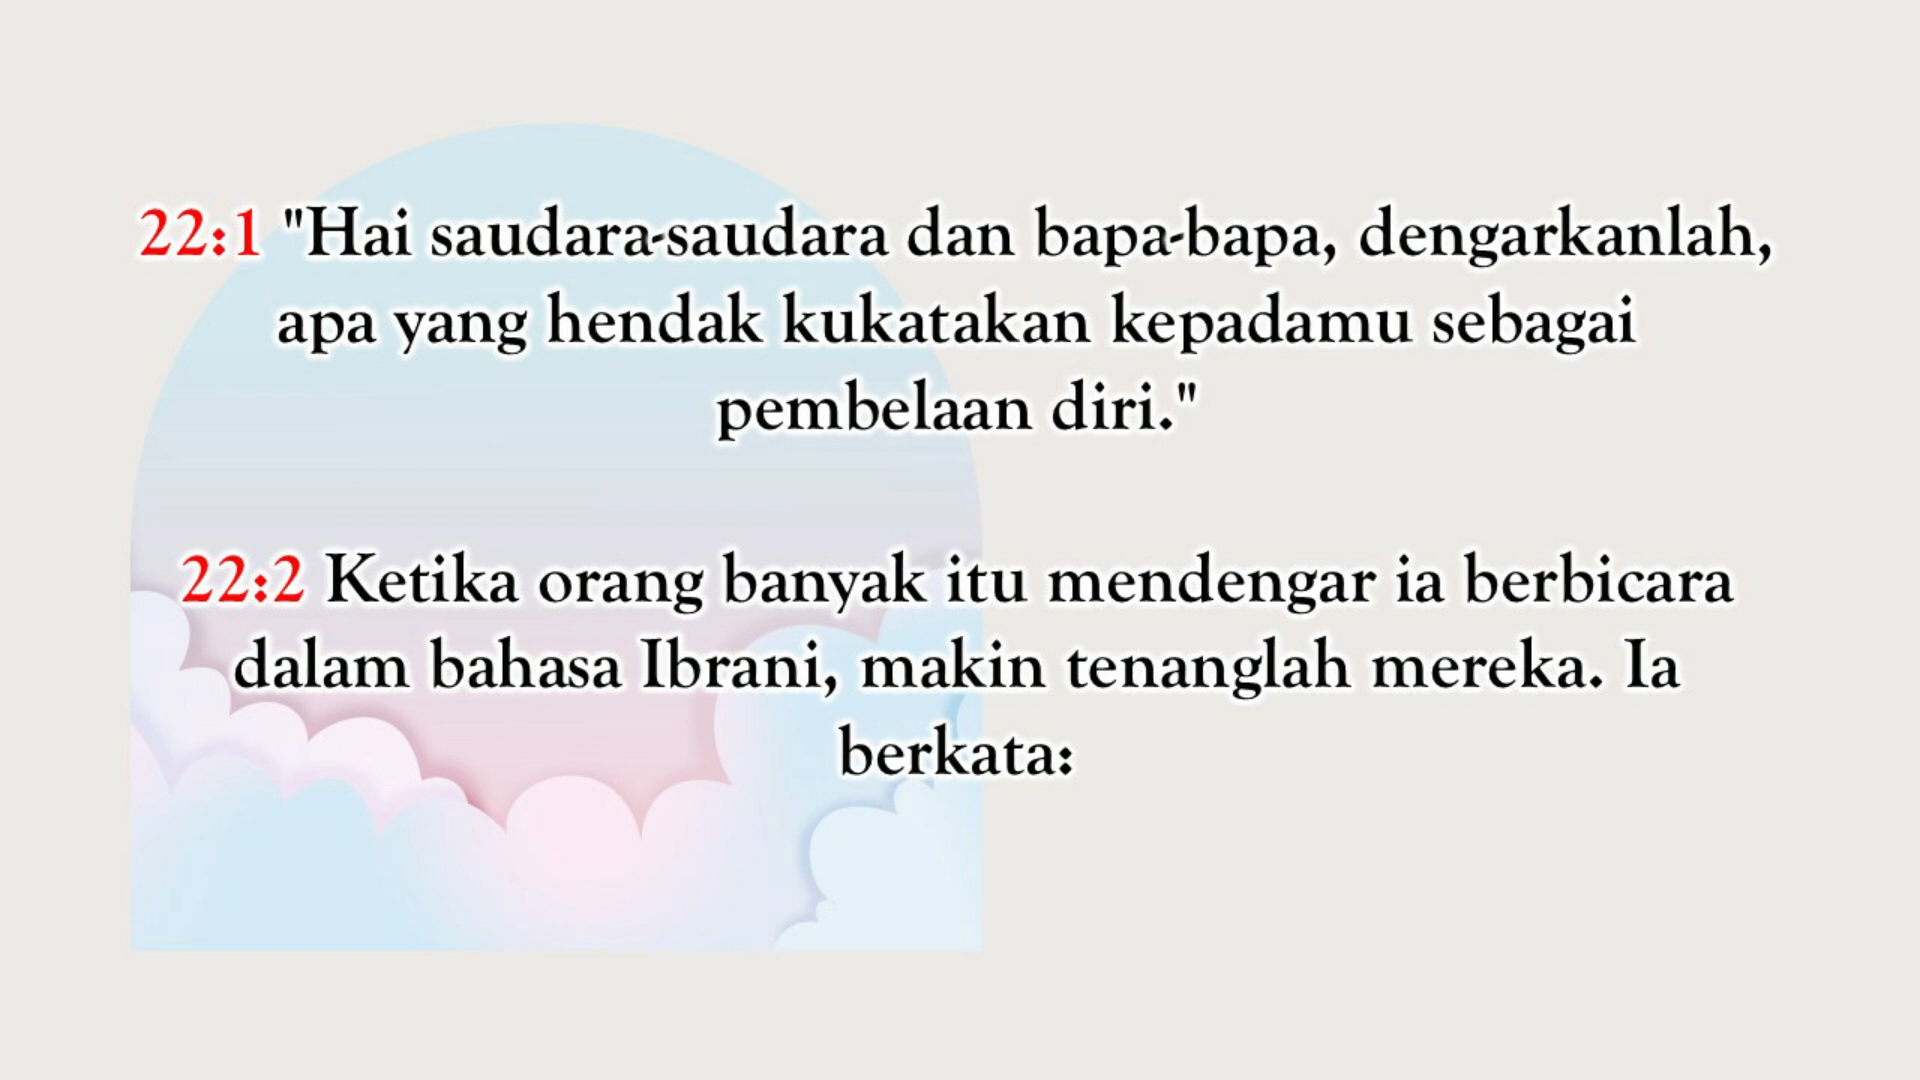 22:1 "Hai saudara-saudara dan bapa-bapa, dengarkanlah,
apa yang hendak kukatakan kepadamu sebagai
pembelaan diri."
22:2 Ketika orang banyak itu mendengar ia berbicara
dalam bahasa Ibrani, makin tenanglah mereka. Ia
berkata: